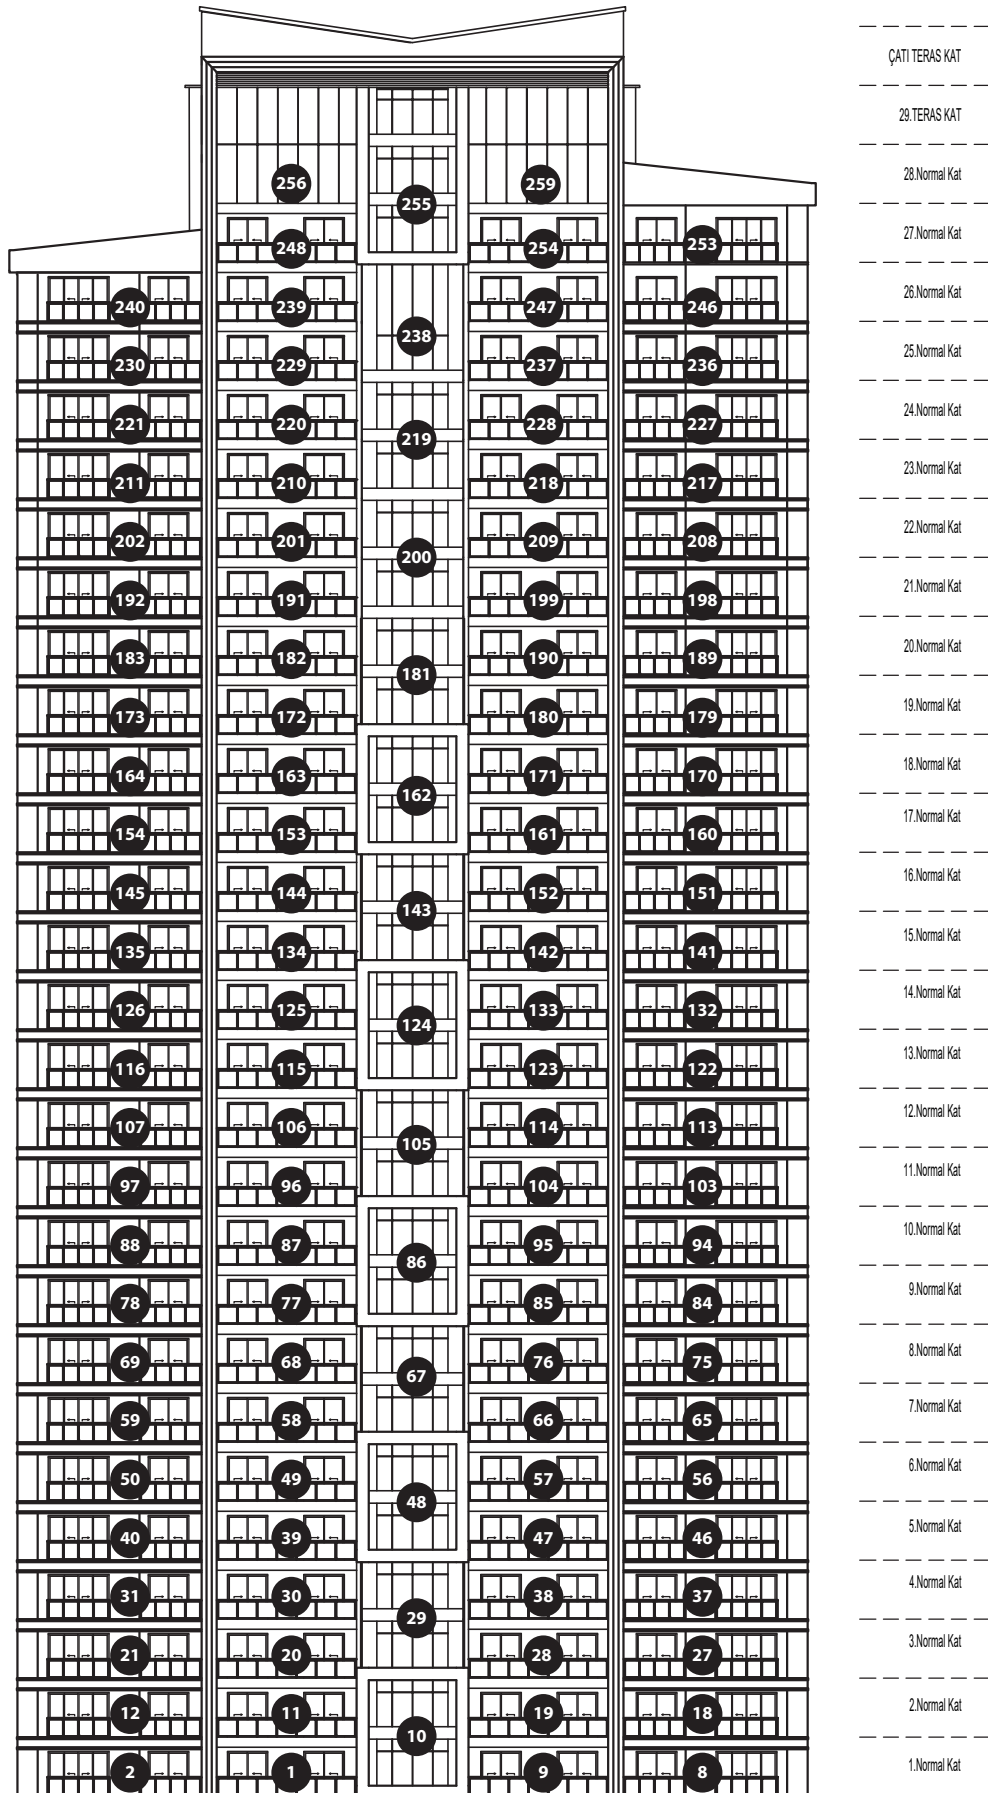 ÇATI TERAS KAT
29.TERAS KAT
256 255 259 28.Normal Kat
248 254 253 27.Normal Kat
240 239 247 246 26.Normal Kat
238
230 229 237 236 25.Normal Kat
221 220 228 227 24.Normal Kat
219
211 210 218 217 23.Normal Kat
202 201 209 208 22.Normal Kat
200
192 191 199 198 21.Normal Kat
183 182 190 189 20.Normal Kat
181
173 172 180 179 19.Normal Kat
164 163 171 170 18.Normal Kat
162
154 153 161 160 17.Normal Kat
145 144 152 151 16.Normal Kat
143
135 134 142 141 15.Normal Kat
126 125 133 132 14.Normal Kat
124
116 115 123 122 13.Normal Kat
107 106 114 113 12.Normal Kat
105
97 96 104 103 11.Normal Kat
88 87 95 94 10.Normal Kat
86
78 77 85 84 9.Normal Kat
69 68 76 75 8.Normal Kat
67
59 58 66 65 7.Normal Kat
50 49 57 56 6.Normal Kat
48
40 39 47 46 5.Normal Kat
31 30 38 37 4.Normal Kat
29
21 20 28 27 3.Normal Kat
12 11 19 18 2.Normal Kat
10
2 1 9 8 1.Normal Kat